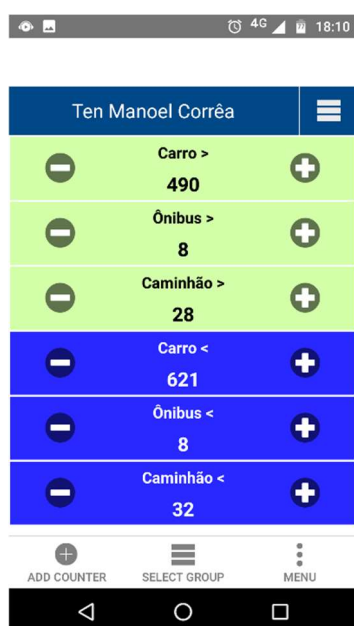 4G 18:10
Ten Manoel Corrêa
Carro >
490
Ônibus >
8
Caminhão >
28
Carro <
621
Ônibus <
8
Caminhão <
32
ADD COUNTER SELECT GROUP MENU